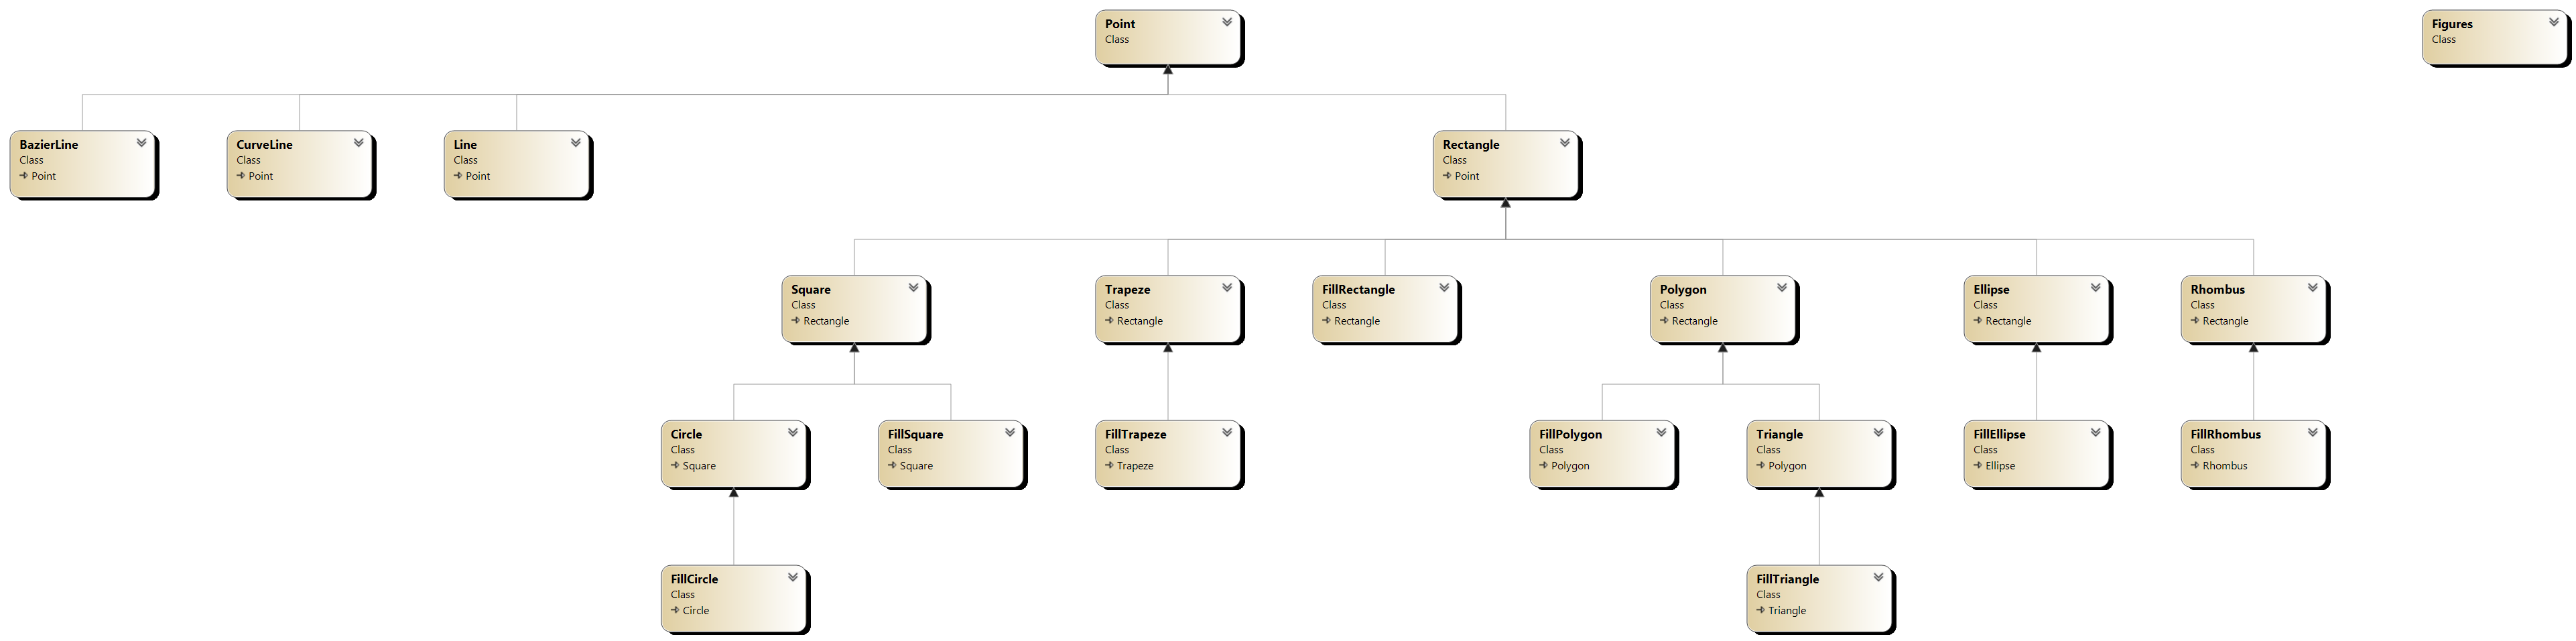 Point
Class
Figures
Class
BazierLine
Class
Point
CurveLine
Class
Point
Line
Class
Point
Rectangle
Class
Point
Square
Class
Rectangle
Trapeze
Class
Rectangle
FillRectangle
Class
Rectangle
Polygon
Class
Rectangle
Ellipse
Class
Rectangle
Rhombus
Class
Rectangle
Circle
Class
Square
FillSquare
Class
Square
FillTrapeze
Class
Trapeze
FillPolygon
Class
Polygon
Triangle
Class
Polygon
FillEllipse
Class
Ellipse
FillRhombus
Class
Rhombus
FillCircle
Class
Circle
FillTriangle
Class
Triangle